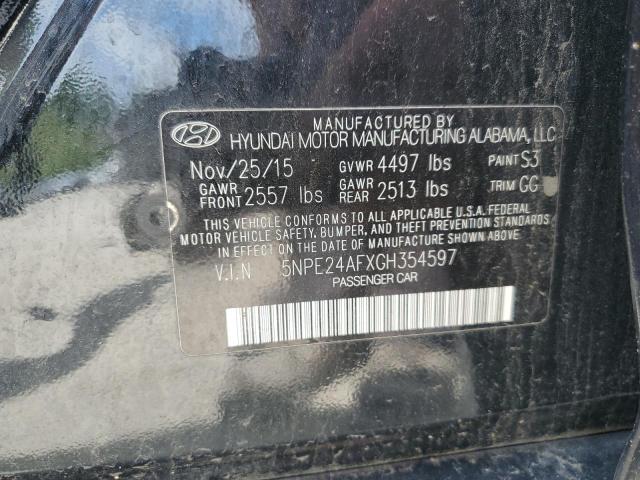 MANUFACTURED BY
HYUNDAI MOTOR MANUFACTURING ALABAMA, LLC
Nov/25/15 GVWR 4497 lbs PAINT S3
GAWR FRONT 2557 lbs GAWR REAR 2513 lbs TRIM GG
THIS VEHICLE CONFORMS TO ALL APPLICABLE U.S.A. FEDERAL
MOTOR VEHICLE SAFETY, BUMPER, AND THEFT PREVENTION STANDARDS
IN EFFECT ON THE DATE OF MANUFACTURE SHOWN ABOVE.
V.I.N 5NPE24AFXGH354597
PASSENGER CAR